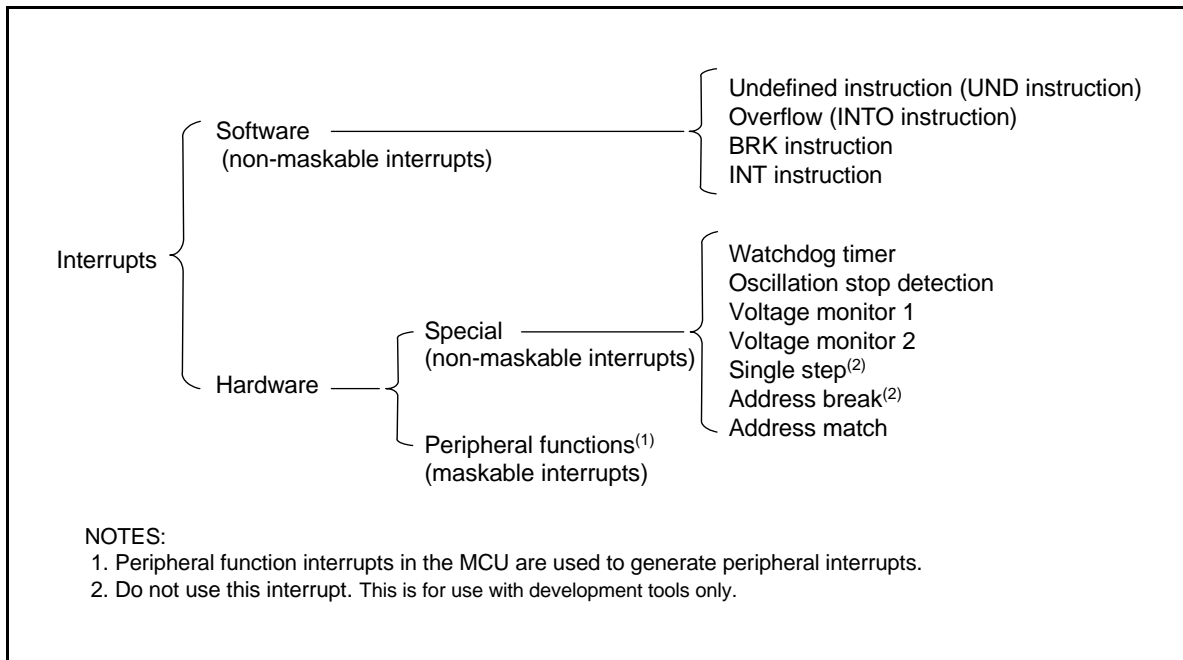 Interrupts
Software
(non-maskable interrupts)
Undefined instruction (UND instruction)
Overflow (INTO instruction)
BRK instruction
INT instruction
Hardware
Special
(non-maskable interrupts)
Watchdog timer
Oscillation stop detection
Voltage monitor 1
Voltage monitor 2
Single step(2)
Address break(2)
Address match
Peripheral functions(1)
(maskable interrupts)
NOTES:
1. Peripheral function interrupts in the MCU are used to generate peripheral interrupts.
2. Do not use this interrupt. This is for use with development tools only.